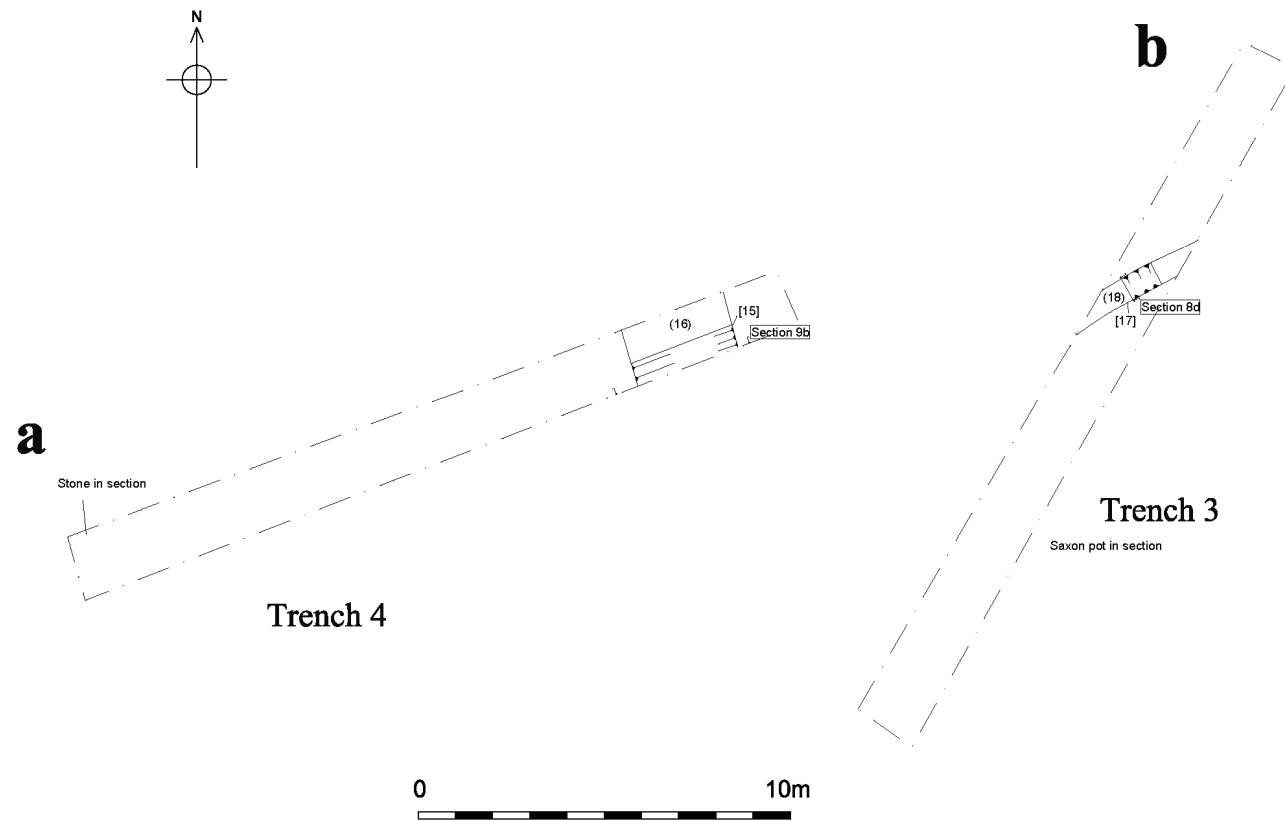 N
b
(16)
[15]
Section 9b
(18)
[17]
Section 8d
a
Stone in section
Trench 3
Saxon pot in section
Trench 4
0 10m